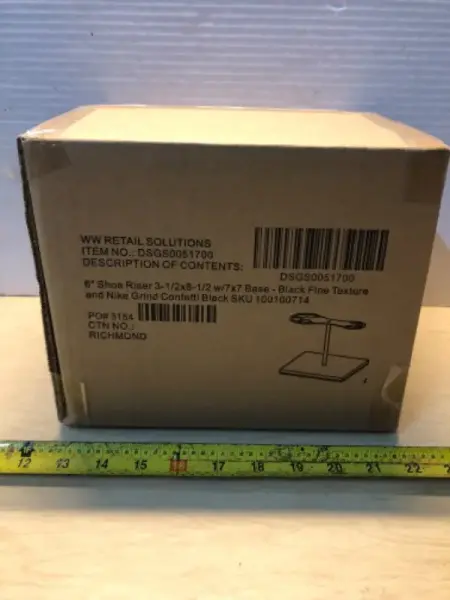 WW RETAIL SOLUTIONS
ITEM NO.: DSGS0051700
DESCRIPTION OF CONTENTS:
DSGS0051700
6" Shoe Riser 3-1/2x8-1/2 w/7x7 Base - Black Fine Texture
and Nike Grind Confetti Black SKU 100100714
PO# 3184
CTN NO.:
RICHMOND
12 13 14 15 17 18 19 20 21 22